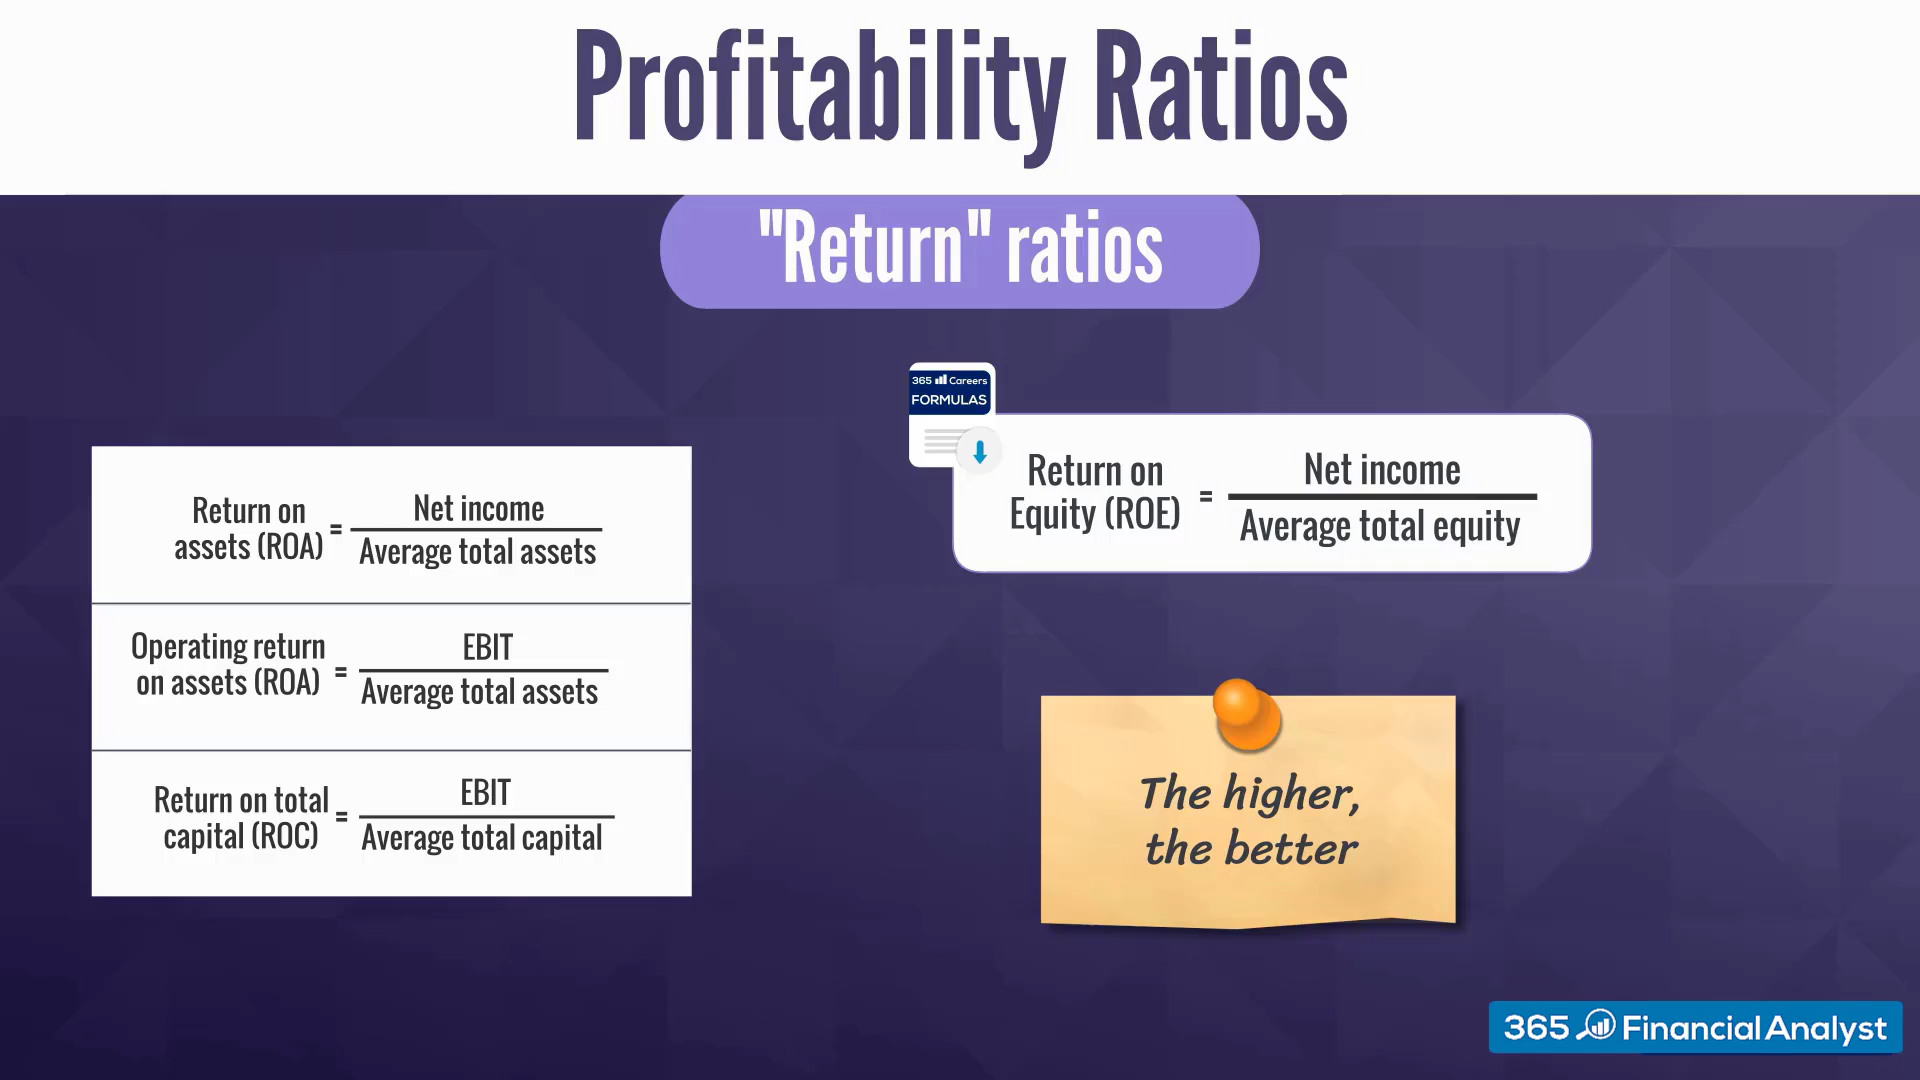 Profitability Ratios
"Return" ratios
Return on
assets (ROA)
=
Net income
Average total assets
Operating return
on assets (ROA)
=
EBIT
Average total assets
Return on total
capital (ROC)
=
EBIT
Average total capital
365 Careers
FORMULAS
Return on
Equity (ROE)
=
Net income
Average total equity
The higher,
the better
365 Financial Analyst